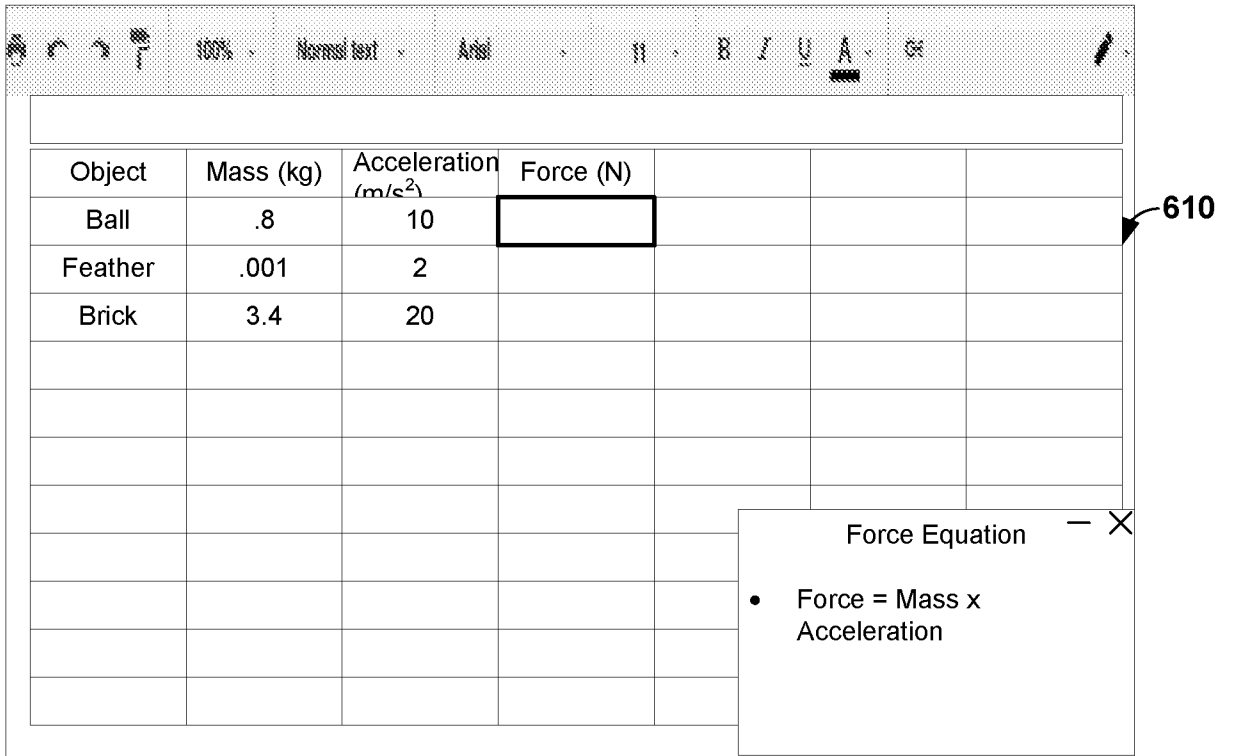 100% Normal text Arial 11 B I U A
Object Mass (kg) Acceleration (m/s²) Force (N)
610
Ball .8 10
Feather .001 2
Brick 3.4 20
Force Equation
• Force = Mass x
Acceleration